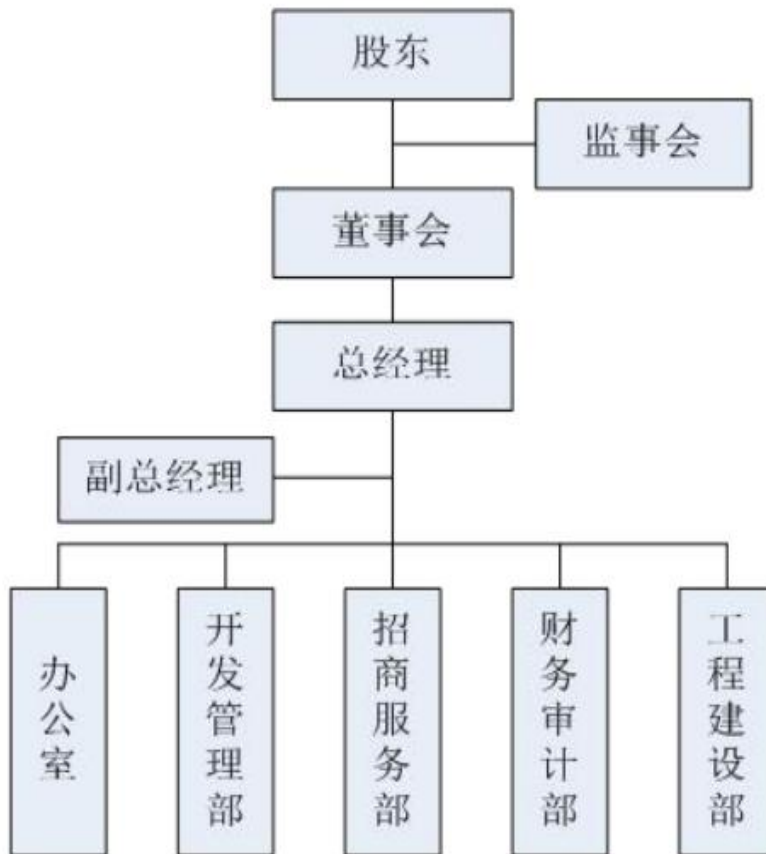 股东
监事会
董事会
总经理
副总经理
办公室
开发管理部
招商服务部
财务审计部
工程建设部